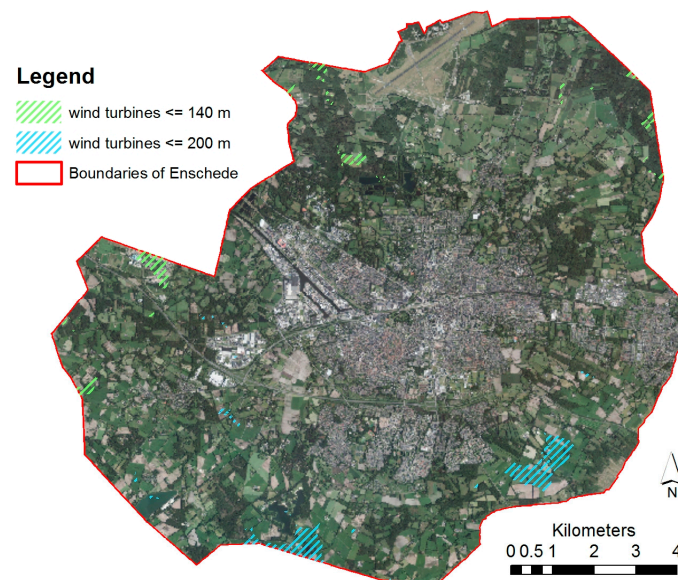 Legend
wind turbines <= 140 m
wind turbines <= 200 m
Boundaries of Enschede
N
Kilometers
0 0.5 1 2 3 4